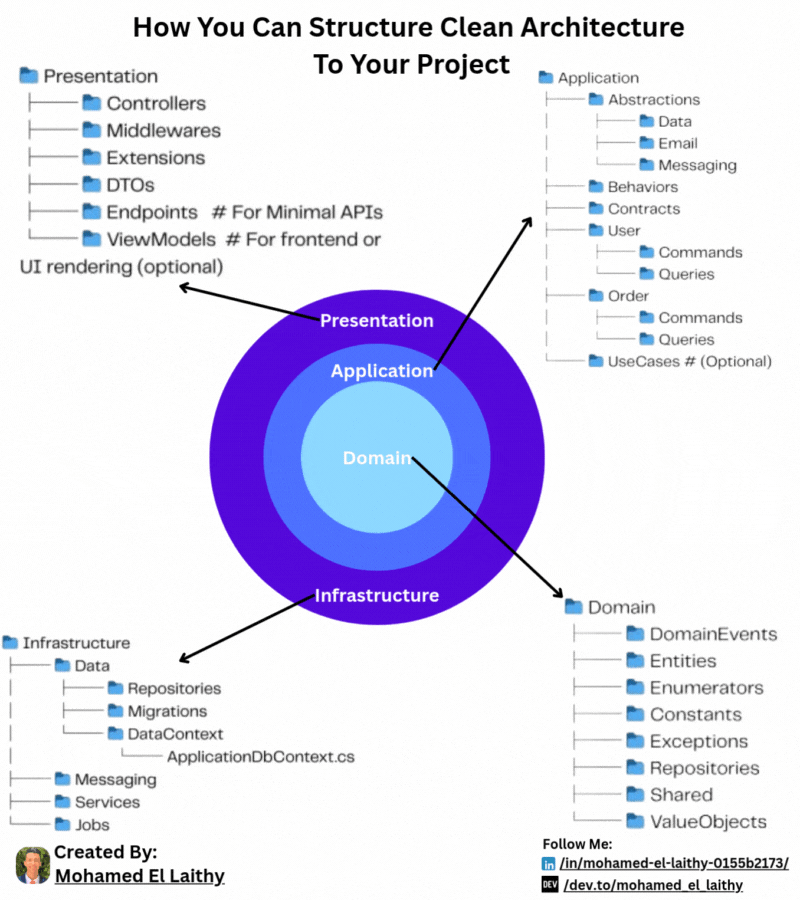 How You Can Structure Clean Architecture
To Your Project
Presentation
Controllers
Middlewares
Extensions
DTOs
Endpoints # For Minimal APIs
ViewModels # For frontend or
UI rendering (optional)
Application
Abstractions
Data
Email
Messaging
Behaviors
Contracts
User
Commands
Queries
Order
Commands
Queries
UseCases # (Optional)
Presentation
Application
Domain
Infrastructure
Infrastructure
Data
Repositories
Migrations
DataContext
ApplicationDbContext.cs
Messaging
Services
Jobs
Domain
DomainEvents
Entities
Enumerators
Constants
Exceptions
Repositories
Shared
ValueObjects
Created By:
Mohamed El Laithy
Follow Me:
in /in/mohamed-el-laithy-0155b2173/
DEV /dev.to/mohamed_el_laithy